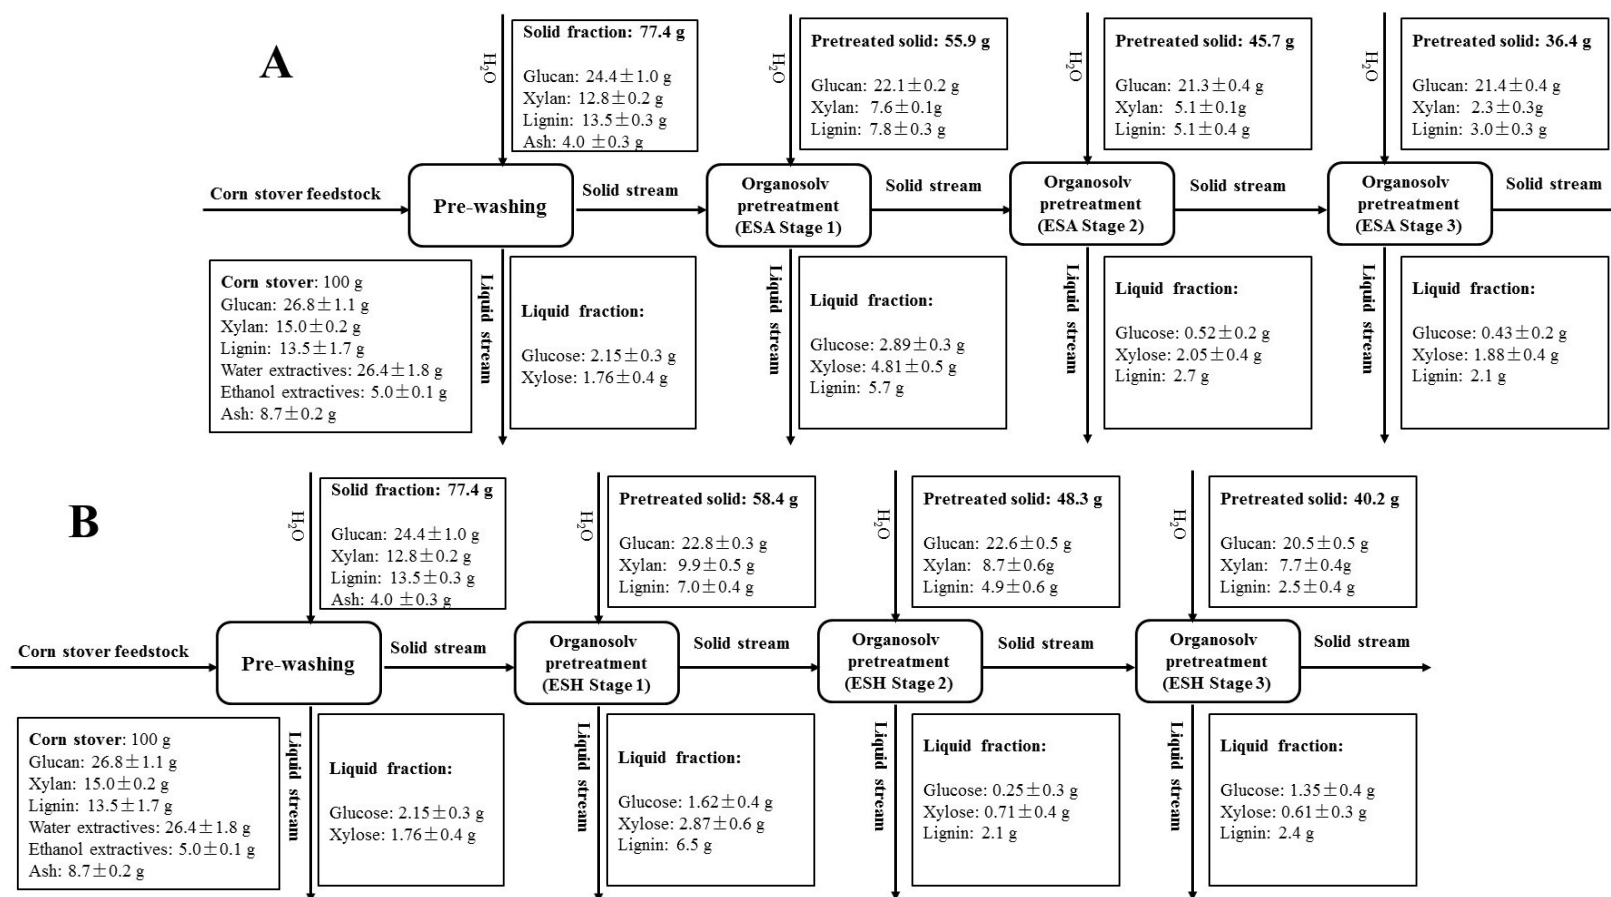 A
H2O
Solid fraction: 77.4 g
Glucan: 24.4±1.0 g
Xylan: 12.8±0.2 g
Lignin: 13.5±0.3 g
Ash: 4.0 ±0.3 g
H2O
Pretreated solid: 55.9 g
Glucan: 22.1±0.2 g
Xylan: 7.6±0.1g
Lignin: 7.8±0.3 g
H2O
Pretreated solid: 45.7 g
Glucan: 21.3±0.4 g
Xylan: 5.1±0.1g
Lignin: 5.1±0.4 g
H2O
Pretreated solid: 36.4 g
Glucan: 21.4±0.4 g
Xylan: 2.3±0.3g
Lignin: 3.0±0.3 g
Corn stover feedstock
Pre-washing
Solid stream
Organosolv
pretreatment
(ESA Stage 1)
Solid stream
Organosolv
pretreatment
(ESA Stage 2)
Solid stream
Organosolv
pretreatment
(ESA Stage 3)
Solid stream
Corn stover: 100 g
Glucan: 26.8±1.1 g
Xylan: 15.0±0.2 g
Lignin: 13.5±1.7 g
Water extractives: 26.4±1.8 g
Ethanol extractives: 5.0±0.1 g
Ash: 8.7±0.2 g
Liquid stream
Liquid fraction:
Glucose: 2.15±0.3 g
Xylose: 1.76±0.4 g
Liquid stream
Liquid fraction:
Glucose: 2.89±0.3 g
Xylose: 4.81±0.5 g
Lignin: 5.7 g
Liquid stream
Liquid fraction:
Glucose: 0.52±0.2 g
Xylose: 2.05±0.4 g
Lignin: 2.7 g
Liquid stream
Liquid fraction:
Glucose: 0.43±0.2 g
Xylose: 1.88±0.4 g
Lignin: 2.1 g
B
H2O
Solid fraction: 77.4 g
Glucan: 24.4±1.0 g
Xylan: 12.8±0.2 g
Lignin: 13.5±0.3 g
Ash: 4.0 ±0.3 g
H2O
Pretreated solid: 58.4 g
Glucan: 22.8±0.3 g
Xylan: 9.9±0.5 g
Lignin: 7.0±0.4 g
H2O
Pretreated solid: 48.3 g
Glucan: 22.6±0.5 g
Xylan: 8.7±0.6g
Lignin: 4.9±0.6 g
H2O
Pretreated solid: 40.2 g
Glucan: 20.5±0.5 g
Xylan: 7.7±0.4g
Lignin: 2.5±0.4 g
Corn stover feedstock
Pre-washing
Solid stream
Organosolv
pretreatment
(ESH Stage 1)
Solid stream
Organosolv
pretreatment
(ESH Stage 2)
Solid stream
Organosolv
pretreatment
(ESH Stage 3)
Solid stream
Corn stover: 100 g
Glucan: 26.8±1.1 g
Xylan: 15.0±0.2 g
Lignin: 13.5±1.7 g
Water extractives: 26.4±1.8 g
Ethanol extractives: 5.0±0.1 g
Ash: 8.7±0.2 g
Liquid stream
Liquid fraction:
Glucose: 2.15±0.3 g
Xylose: 1.76±0.4 g
Liquid stream
Liquid fraction:
Glucose: 1.62±0.4 g
Xylose: 2.87±0.6 g
Lignin: 6.5 g
Liquid stream
Liquid fraction:
Glucose: 0.25±0.3 g
Xylose: 0.71±0.4 g
Lignin: 2.1 g
Liquid stream
Liquid fraction:
Glucose: 1.35±0.4 g
Xylose: 0.61±0.3 g
Lignin: 2.4 g